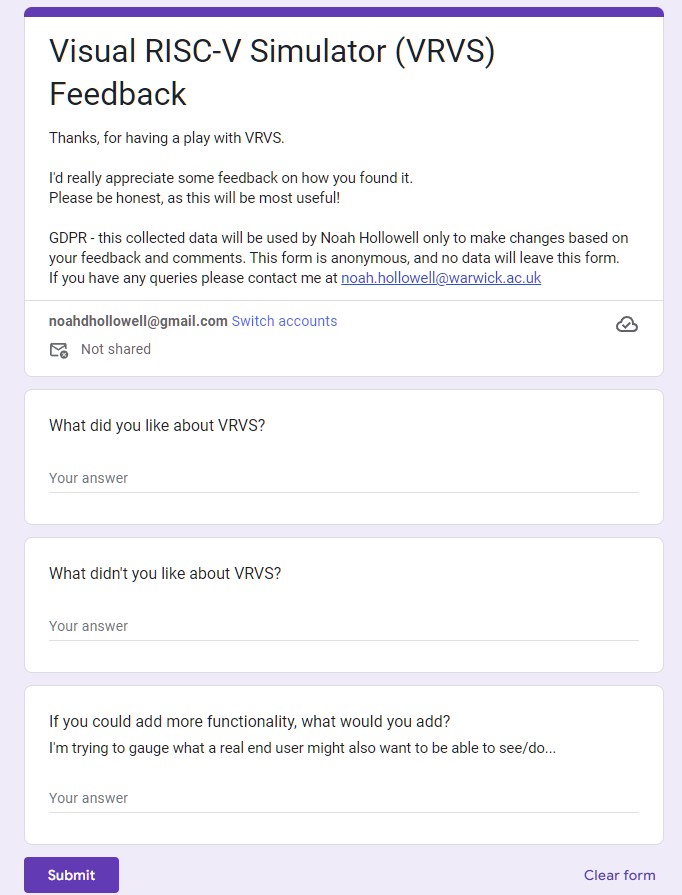 Visual RISC-V Simulator (VRVS)
Feedback
Thanks, for having a play with VRVS.
I'd really appreciate some feedback on how you found it.
Please be honest, as this will be most useful!
GDPR - this collected data will be used by Noah Hollowell only to make changes based on
your feedback and comments. This form is anonymous, and no data will leave this form.
If you have any queries please contact me at noah.hollowell@warwick.ac.uk
noahdhollowell@gmail.com Switch accounts
Not shared
What did you like about VRVS?
Your answer
What didn't you like about VRVS?
Your answer
If you could add more functionality, what would you add?
I'm trying to gauge what a real end user might also want to be able to see/do...
Your answer
Submit
Clear form